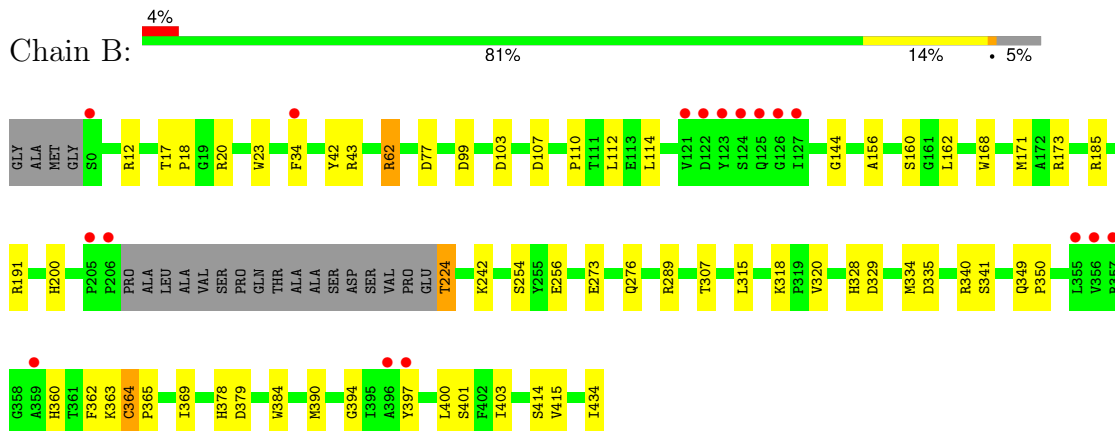 4%
Chain B:
81% 14% • 5%
GLY ALA MET GLY S0 R12 T17 P18 G19 R20 W23 F34 Y42 R43 R62 D77 D99 D103 D107 P110 T111 L112 E113 L114 V121 D122 Y123 S124 Q125 G126 I127 G144 A156 S160 G161 L162 W168 M171 A172 R173 R185
R191 H200 P205 P206 PRO ALA LEU ALA VAL SER PRO GLN THR ALA ALA SER ASP SER VAL PRO GLU T224 K242 S254 Y255 E256 E273 Q276 R289 T307 L315 K318 P319 V320 H328 D329 M334 D335 R340 S341 Q349 P350 L355 V356 R357
G358 A359 H360 T361 F362 K363 C364 P365 I369 H378 D379 W384 M390 G394 I395 A396 Y397 L400 S401 F402 I403 S414 V415 I434